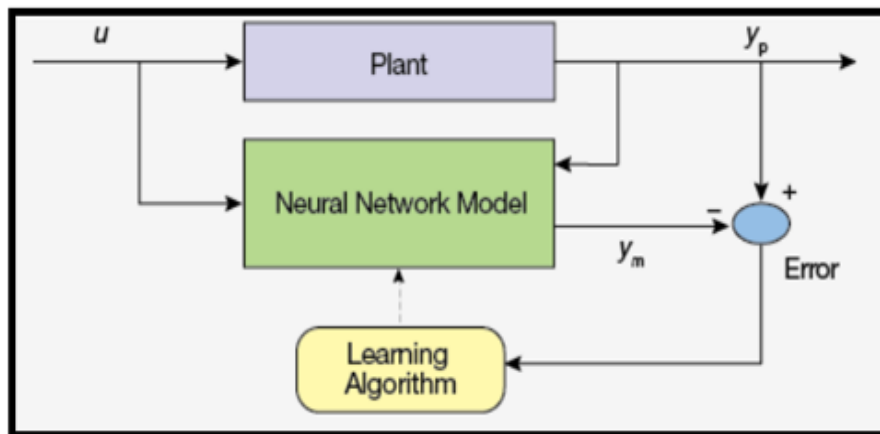 u
Plant
yp
Neural Network Model
+
−
ym
Error
Learning
Algorithm